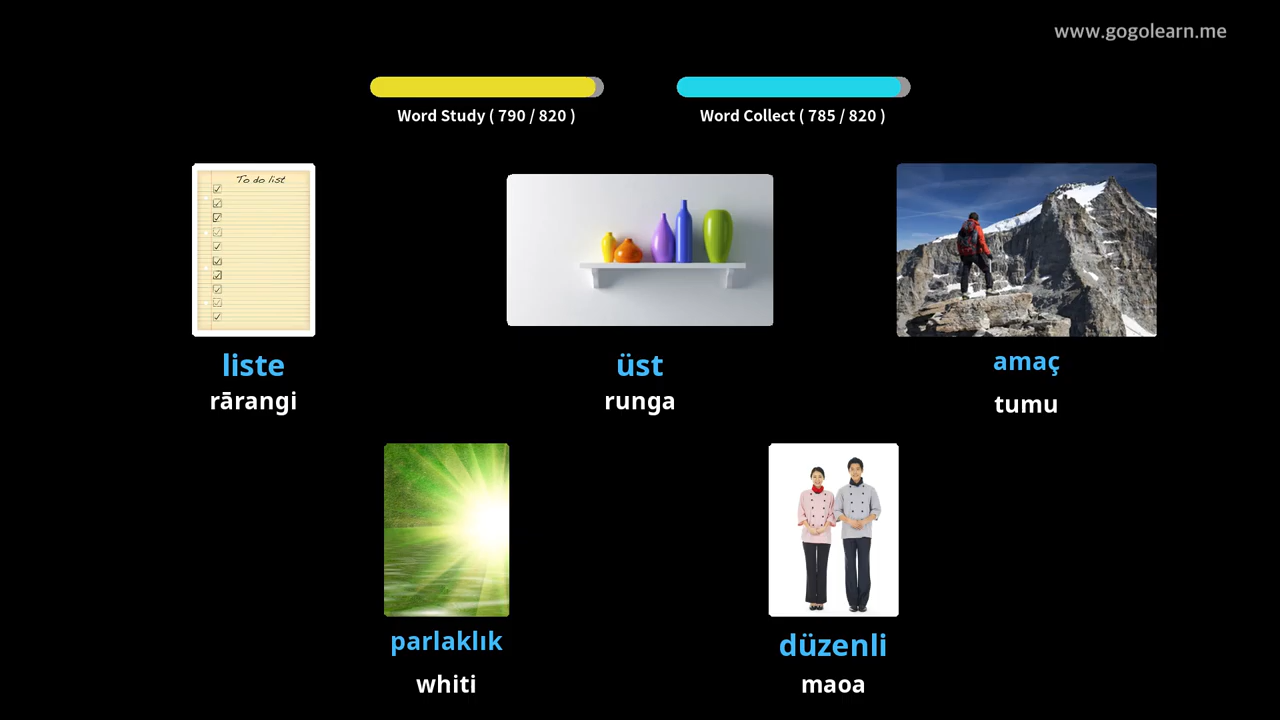 www.gogolearn.me
Word Study ( 790 / 820 )
Word Collect ( 785 / 820 )
To do list
liste
rārangi
üst
runga
amaç
tumu
parlaklık
whiti
düzenli
maoa